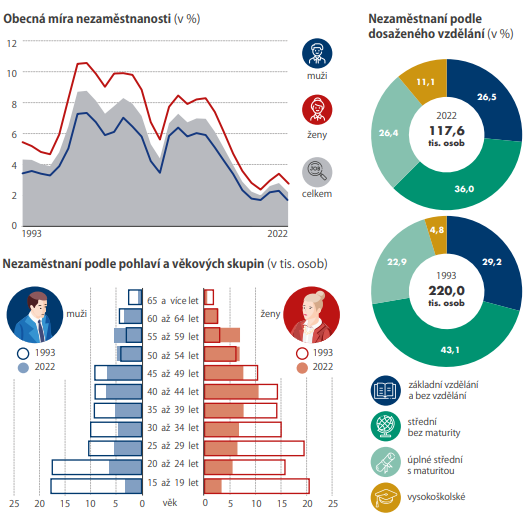 Obecná míra nezaměstnanosti (v %)
12
10
8
6
4
2
0
1993
2022
muži
ženy
JOB
celkem
Nezaměstnaní podle
dosaženého vzdělání (v %)
11,1
26,5
26,4
36,0
2022
117,6
tis. osob
4,8
29,2
22,9
43,1
1993
220,0
tis. osob
základní vzdělání
a bez vzdělání
střední
bez maturity
úplné střední
s maturitou
vysokoškolské
Nezaměstnaní podle pohlaví a věkových skupin (v tis. osob)
muži
1993
2022
ženy
1993
2022
65 a více let
60 až 64 let
55 až 59 let
50 až 54 let
45 až 49 let
40 až 44 let
35 až 39 let
30 až 34 let
25 až 29 let
20 až 24 let
15 až 19 let
25 20 15 10 5 0 věk 0 5 10 15 20 25